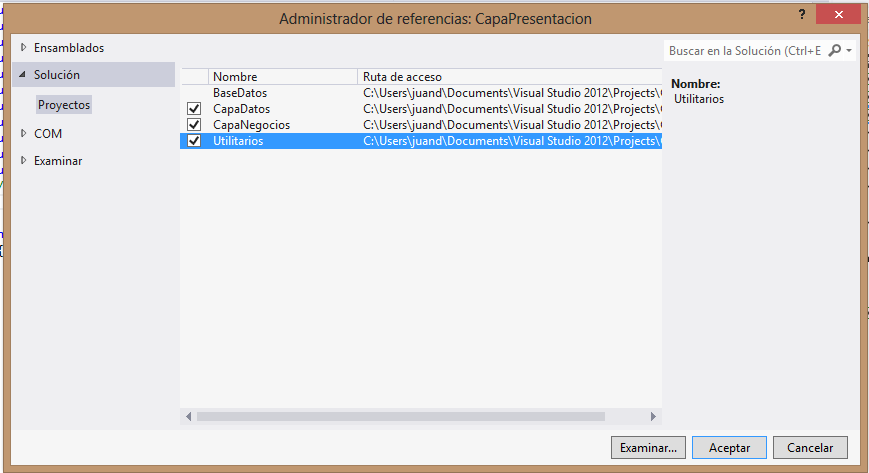 Administrador de referencias: CapaPresentacion
?
Ensamblados
Solución
Proyectos
COM
Examinar
Nombre Ruta de acceso
BaseDatos C:\Users\juand\Documents\Visual Studio 2012\Projects\
CapaDatos C:\Users\juand\Documents\Visual Studio 2012\Projects\
CapaNegocios C:\Users\juand\Documents\Visual Studio 2012\Projects\
Utilitarios C:\Users\juand\Documents\Visual Studio 2012\Projects\
Buscar en la Solución (Ctrl+E
Nombre:
Utilitarios
Examinar... Aceptar Cancelar